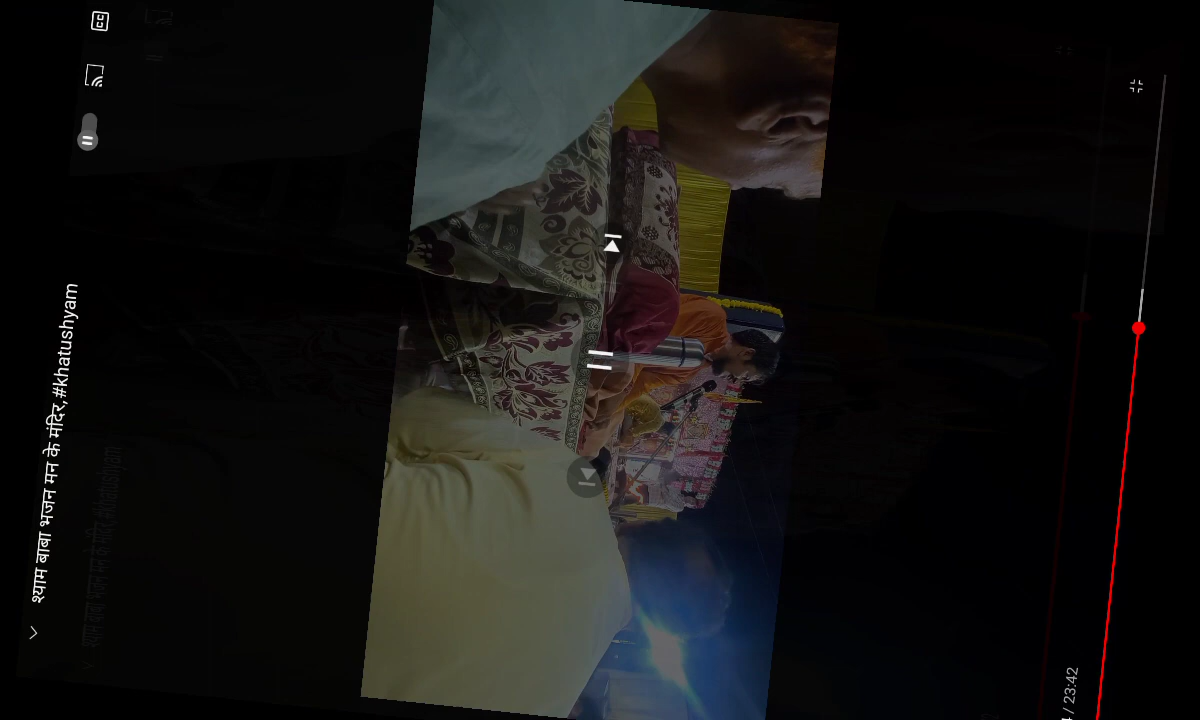 श्याम बाबा भजन मन के मंदिर,#khatushyam
/ 23:42